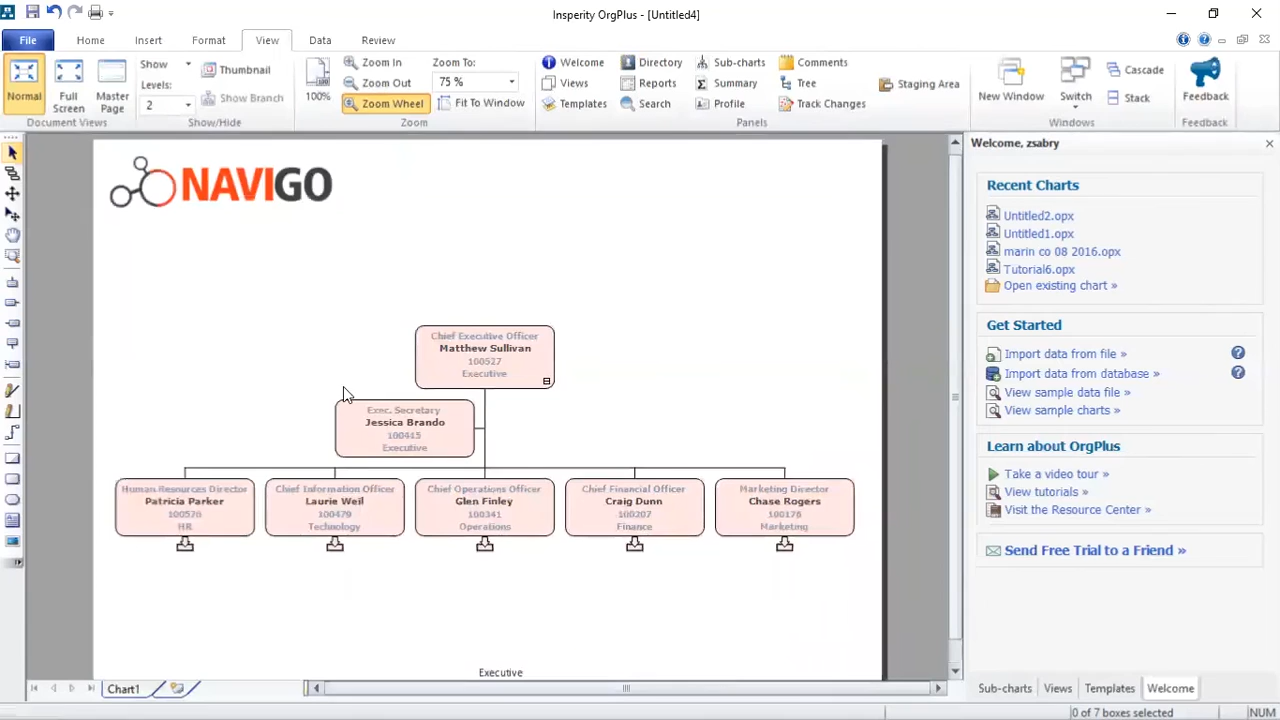 Insperity OrgPlus - [Untitled4]
File Home Insert Format View Data Review
Normal
Full Screen
Master Page
Document Views
Show
Levels:
2
Thumbnail
Show Branch
Show/Hide
100%
Zoom In
Zoom Out
Zoom Wheel
Zoom To:
75 %
Fit To Window
Zoom
Welcome
Views
Templates
Directory
Reports
Search
Sub-charts
Summary
Profile
Comments
Tree
Track Changes
Staging Area
Panels
New Window
Switch
Cascade
Stack
Windows
Feedback
Feedback
NAVIGO
Chief Executive Officer
Matthew Sullivan
100527
Executive
Exec. Secretary
Jessica Brando
100415
Executive
Human Resources Director
Patricia Parker
100578
HR
Chief Information Officer
Laurie Weil
100479
Technology
Chief Operations Officer
Glen Finley
100341
Operations
Chief Financial Officer
Craig Dunn
100207
Finance
Marketing Director
Chase Rogers
100176
Marketing
Executive
Chart1
Welcome, zsabry
Recent Charts
Untitled2.opx
Untitled1.opx
marin co 08 2016.opx
Tutorial6.opx
Open existing chart »
Get Started
Import data from file »
Import data from database »
View sample data file »
View sample charts »
Learn about OrgPlus
Take a video tour »
View tutorials »
Visit the Resource Center »
Send Free Trial to a Friend »
Sub-charts Views Templates Welcome
0 of 7 boxes selected NUM